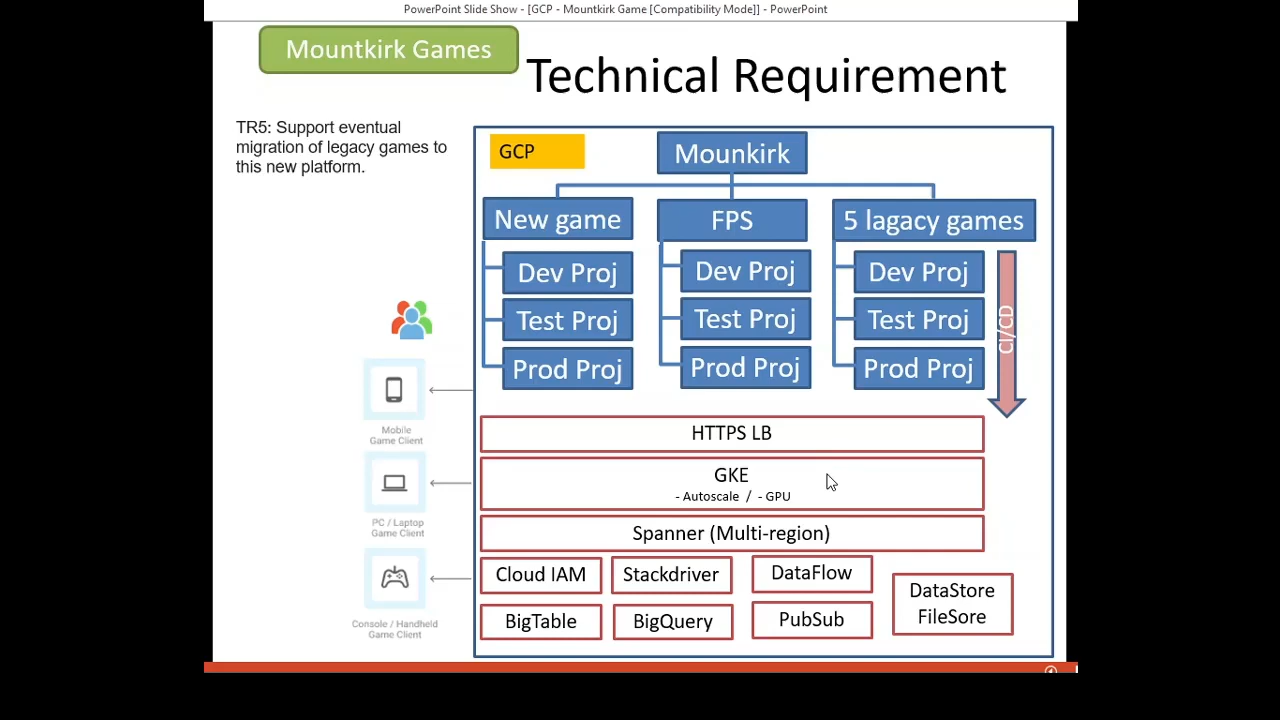 PowerPoint Slide Show - [GCP - Mountkirk Game [Compatibility Mode]] - PowerPoint
Mountkirk Games
Technical Requirement
TR5: Support eventual
migration of legacy games to
this new platform.
GCP
Mounkirk
New game
FPS
5 lagacy games
Dev Proj
Dev Proj
Dev Proj
Test Proj
Test Proj
Test Proj
Prod Proj
Prod Proj
Prod Proj
CI/CD
Mobile
Game Client
PC / Laptop
Game Client
Console / Handheld
Game Client
HTTPS LB
GKE
- Autoscale / - GPU
Spanner (Multi-region)
Cloud IAM
Stackdriver
DataFlow
DataStore
FileSore
BigTable
BigQuery
PubSub